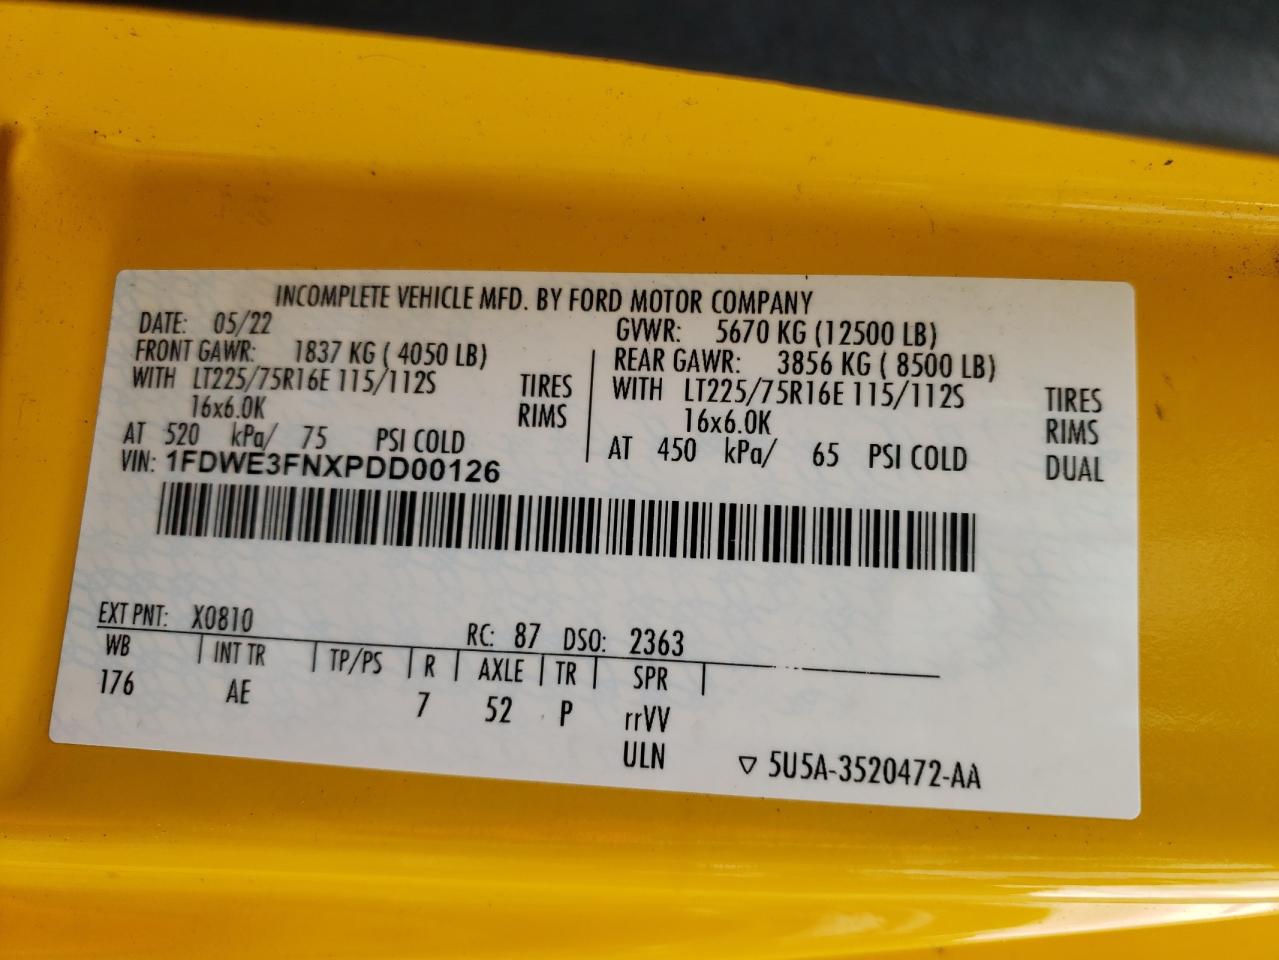 INCOMPLETE VEHICLE MFD. BY FORD MOTOR COMPANY
DATE: 05/22
GVWR: 5670 KG (12500 LB)
FRONT GAWR: 1837 KG ( 4050 LB)
WITH LT225/75R16E 115/112S TIRES
16x6.0K RIMS
AT 520 kPa/ 75 PSI COLD
REAR GAWR: 3856 KG ( 8500 LB)
WITH LT225/75R16E 115/112S TIRES
16x6.0K RIMS
AT 450 kPa/ 65 PSI COLD DUAL
VIN: 1FDWE3FNXPDD00126
EXT PNT: X0810 RC: 87 DSO: 2363
WB INT TR TP/PS R AXLE TR SPR
176 AE 7 52 P rrVV
ULN
▽ 5U5A-3520472-AA